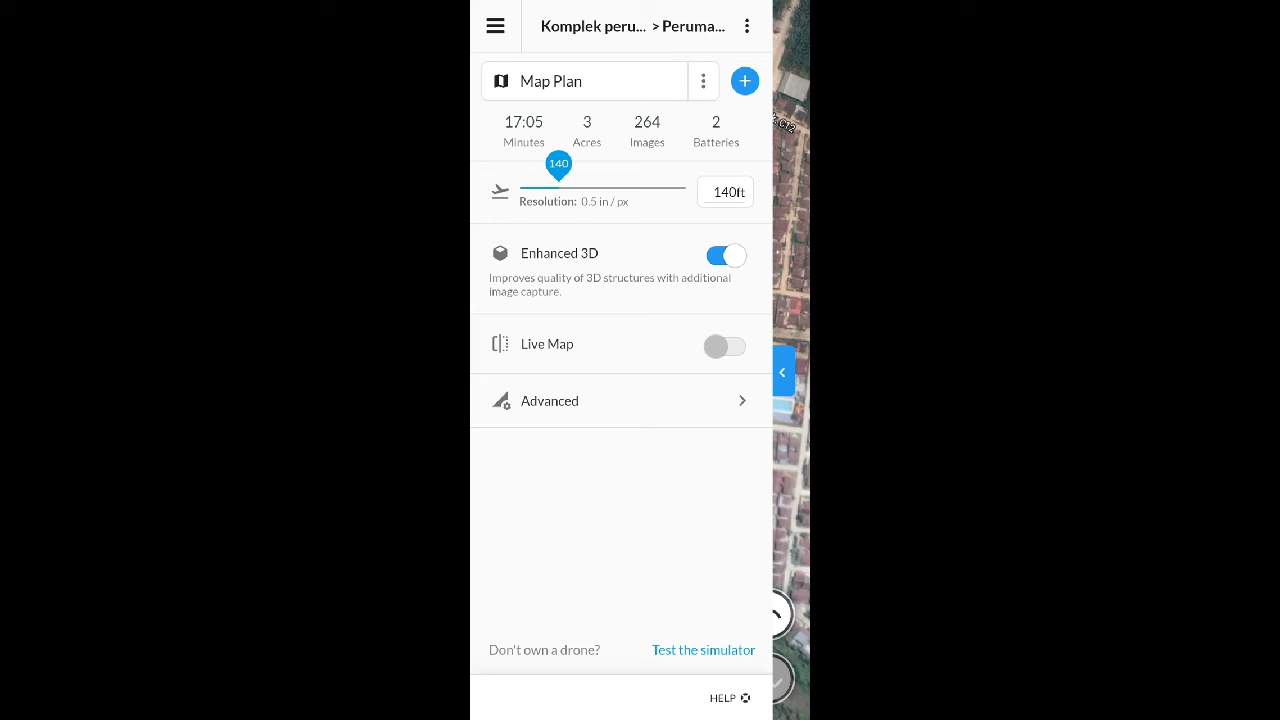 Komplek peru... > Peruma...
Map Plan
17:05 3 264 2
Minutes Acres Images Batteries
140
140ft
Resolution: 0.5 in / px
Enhanced 3D
Improves quality of 3D structures with additional
image capture.
Live Map
Advanced
Don't own a drone? Test the simulator
HELP